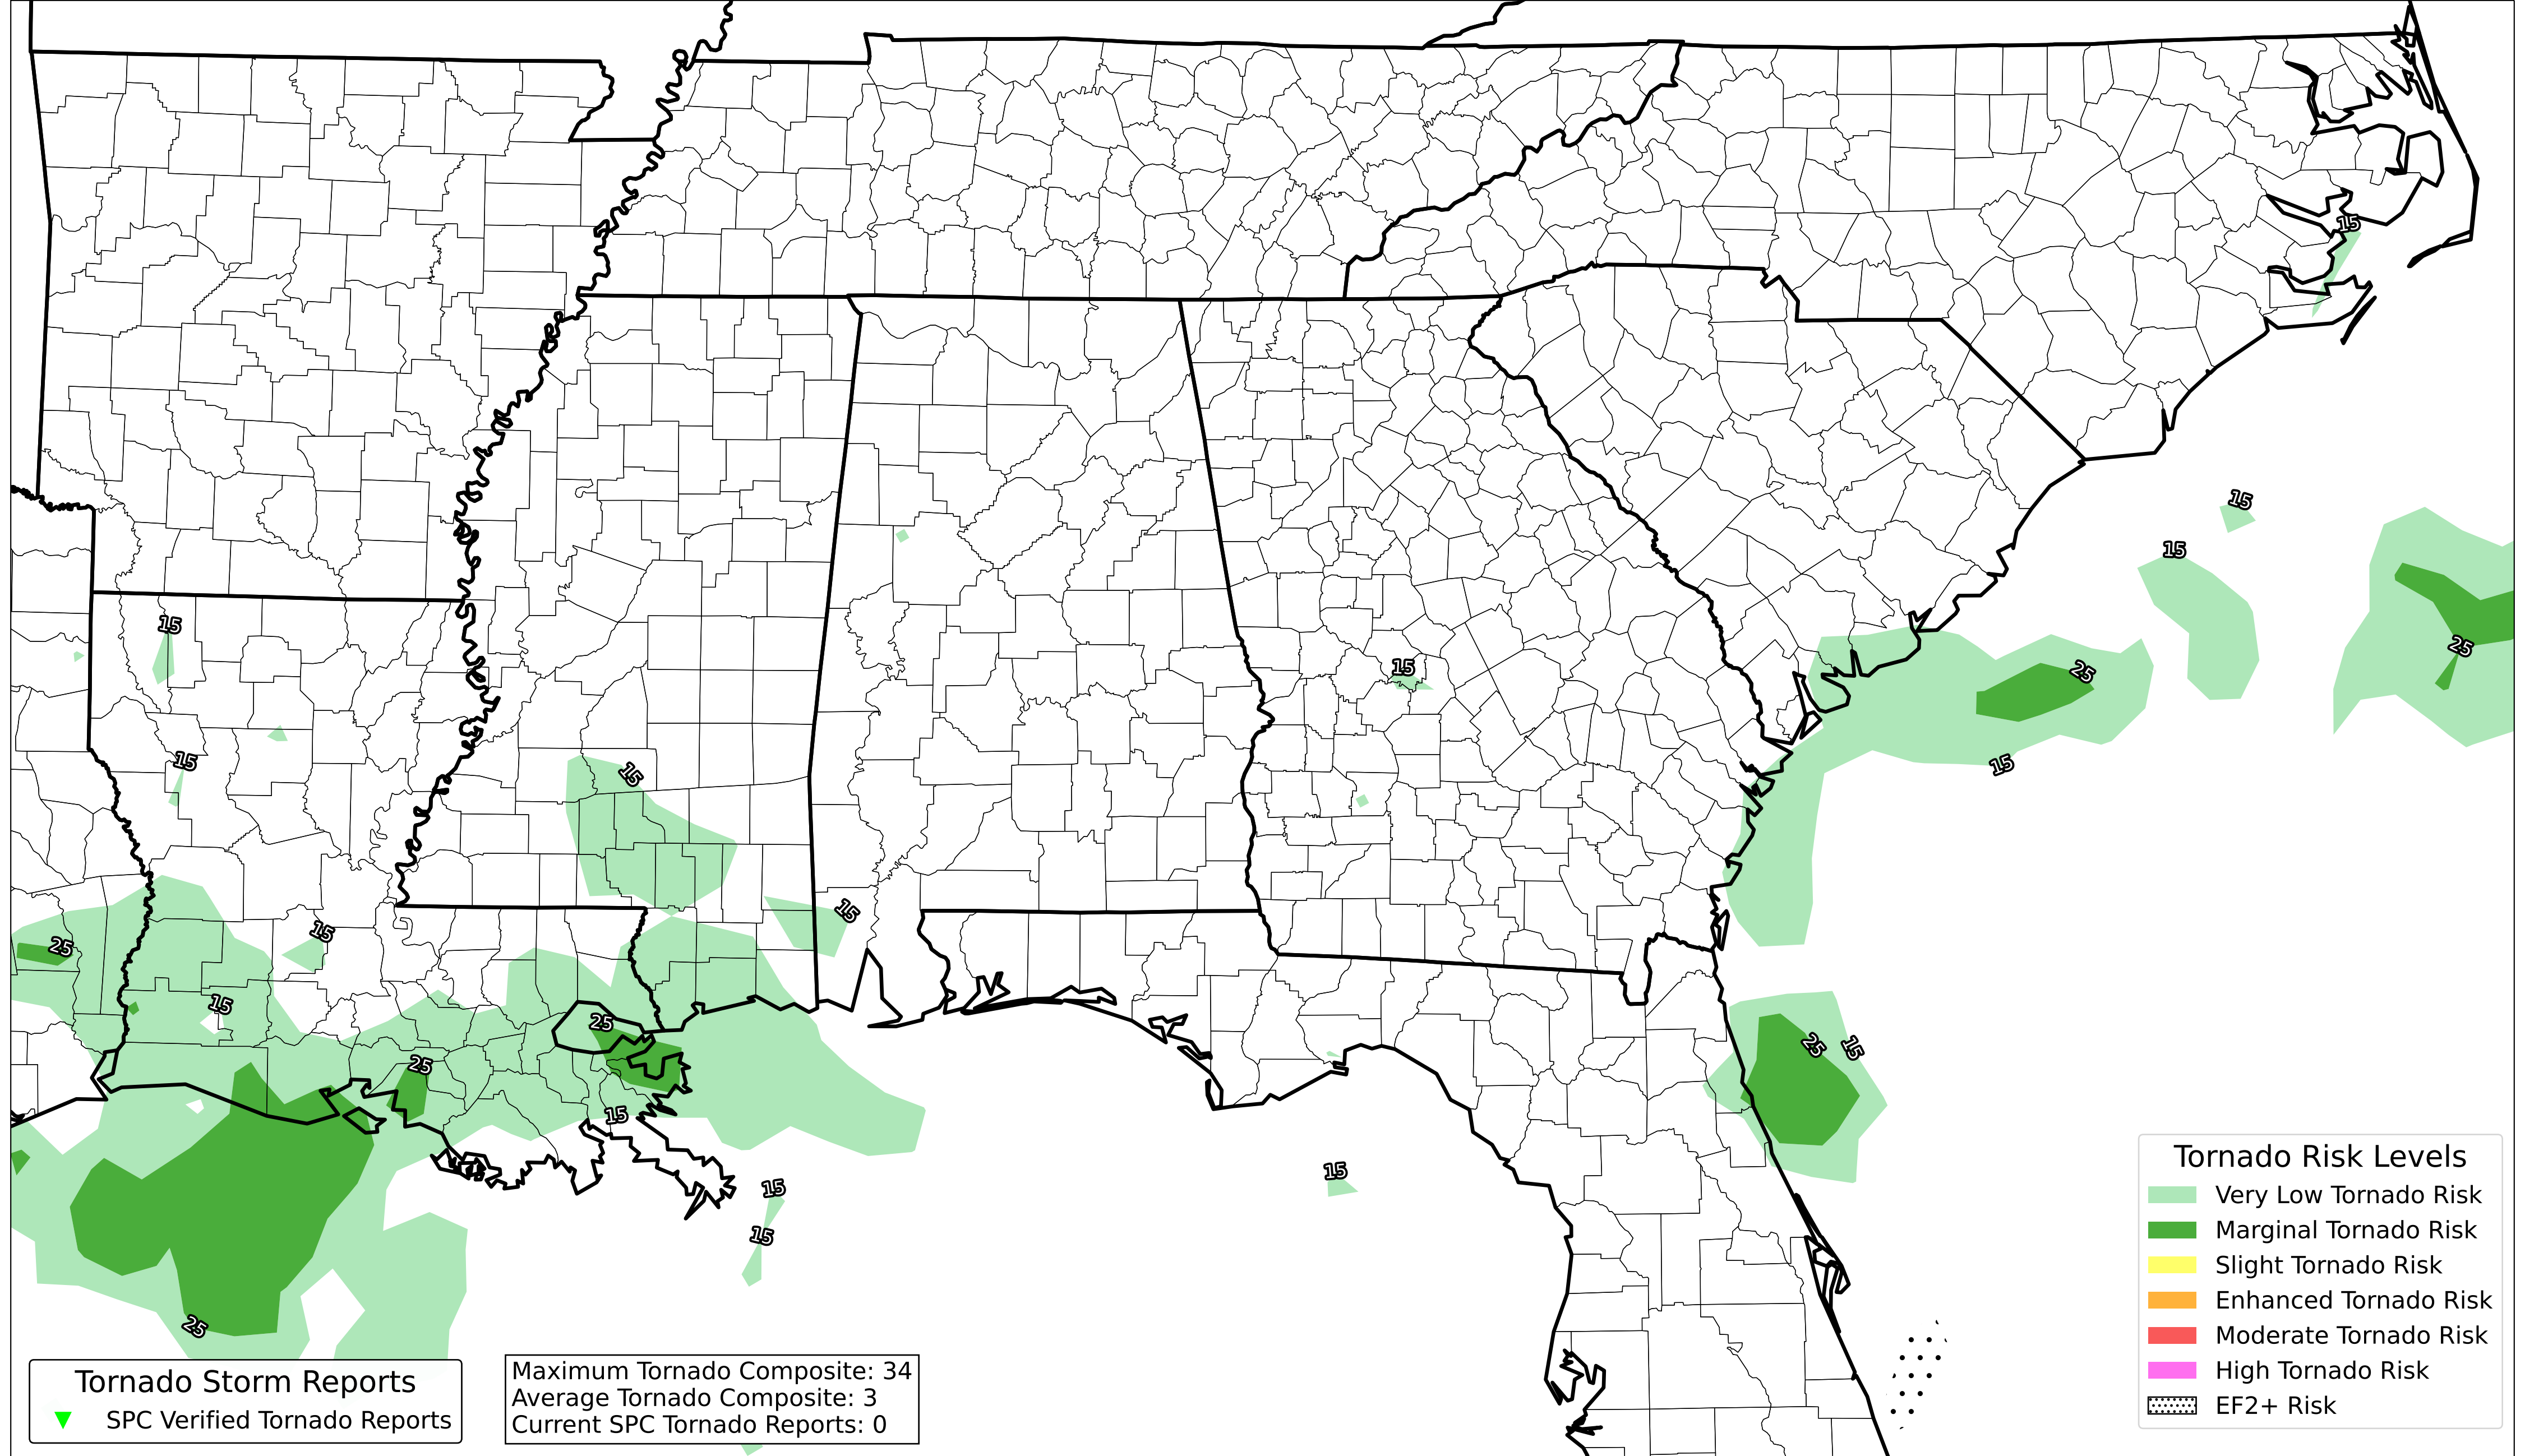 15
15
15
25
15
15
15
15
25
15
15
15
25
15
15
25
25
15
25
25
15
15
15
15
15
25
Tornado Risk Levels
Very Low Tornado Risk
Marginal Tornado Risk
Slight Tornado Risk
Enhanced Tornado Risk
Moderate Tornado Risk
High Tornado Risk
EF2+ Risk
Tornado Storm Reports
SPC Verified Tornado Reports
Maximum Tornado Composite: 34
Average Tornado Composite: 3
Current SPC Tornado Reports: 0